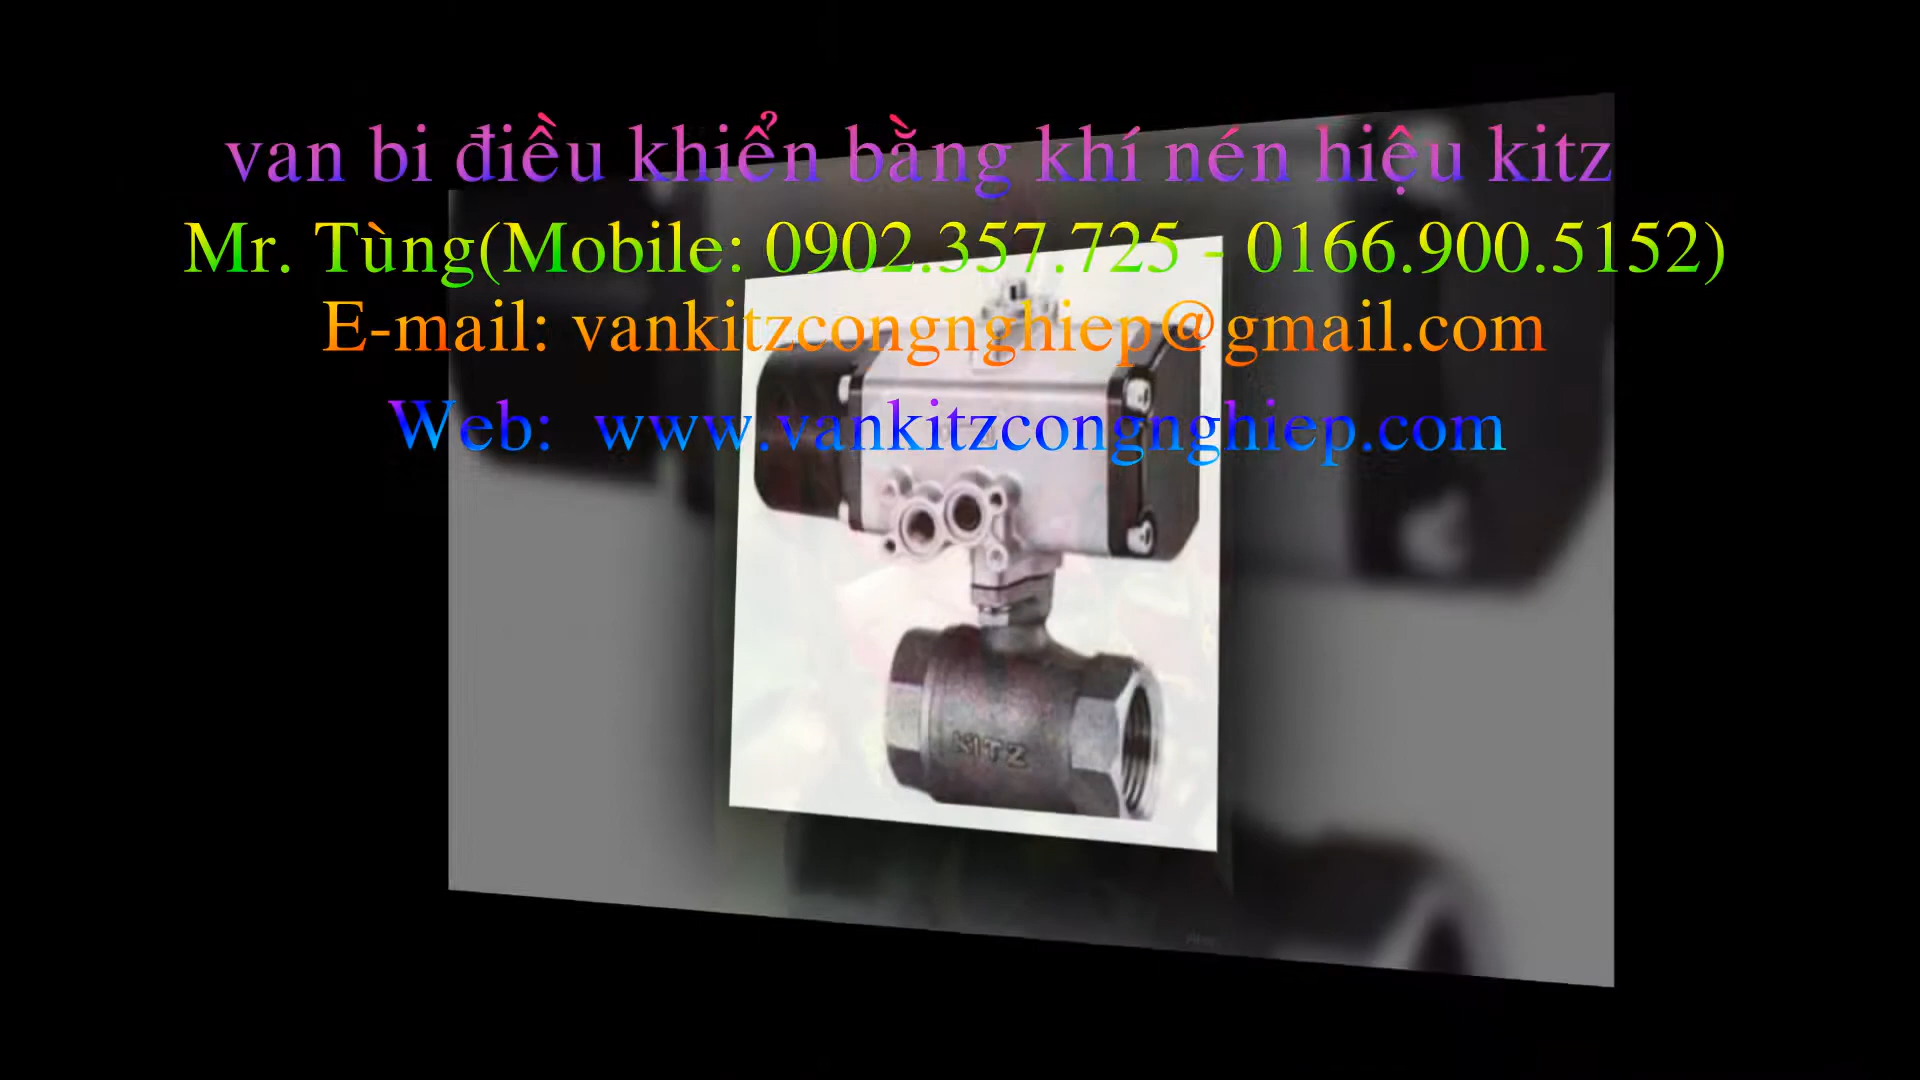 van bi điều khiển bằng khí nén hiệu kitz
Mr. Tùng(Mobile: 0902.357.725 - 0166.900.5152)
E-mail: vankitzcongnghiep@gmail.com
Web: www.vankitzcongnghiep.com
KITZ